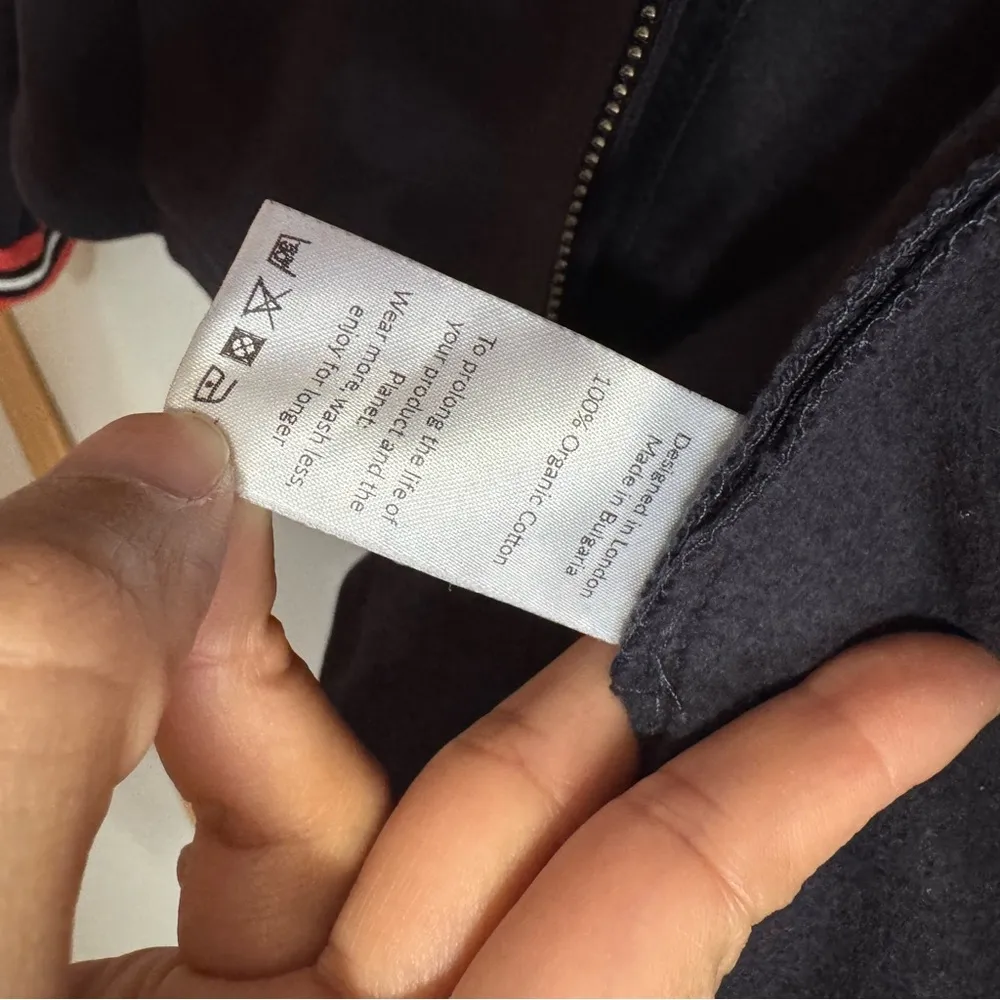 Designed in London
Made in Bulgaria
100% Organic Cotton
To prolong the life of
your product and the
planet:
Wear more, wash less,
enjoy for longer